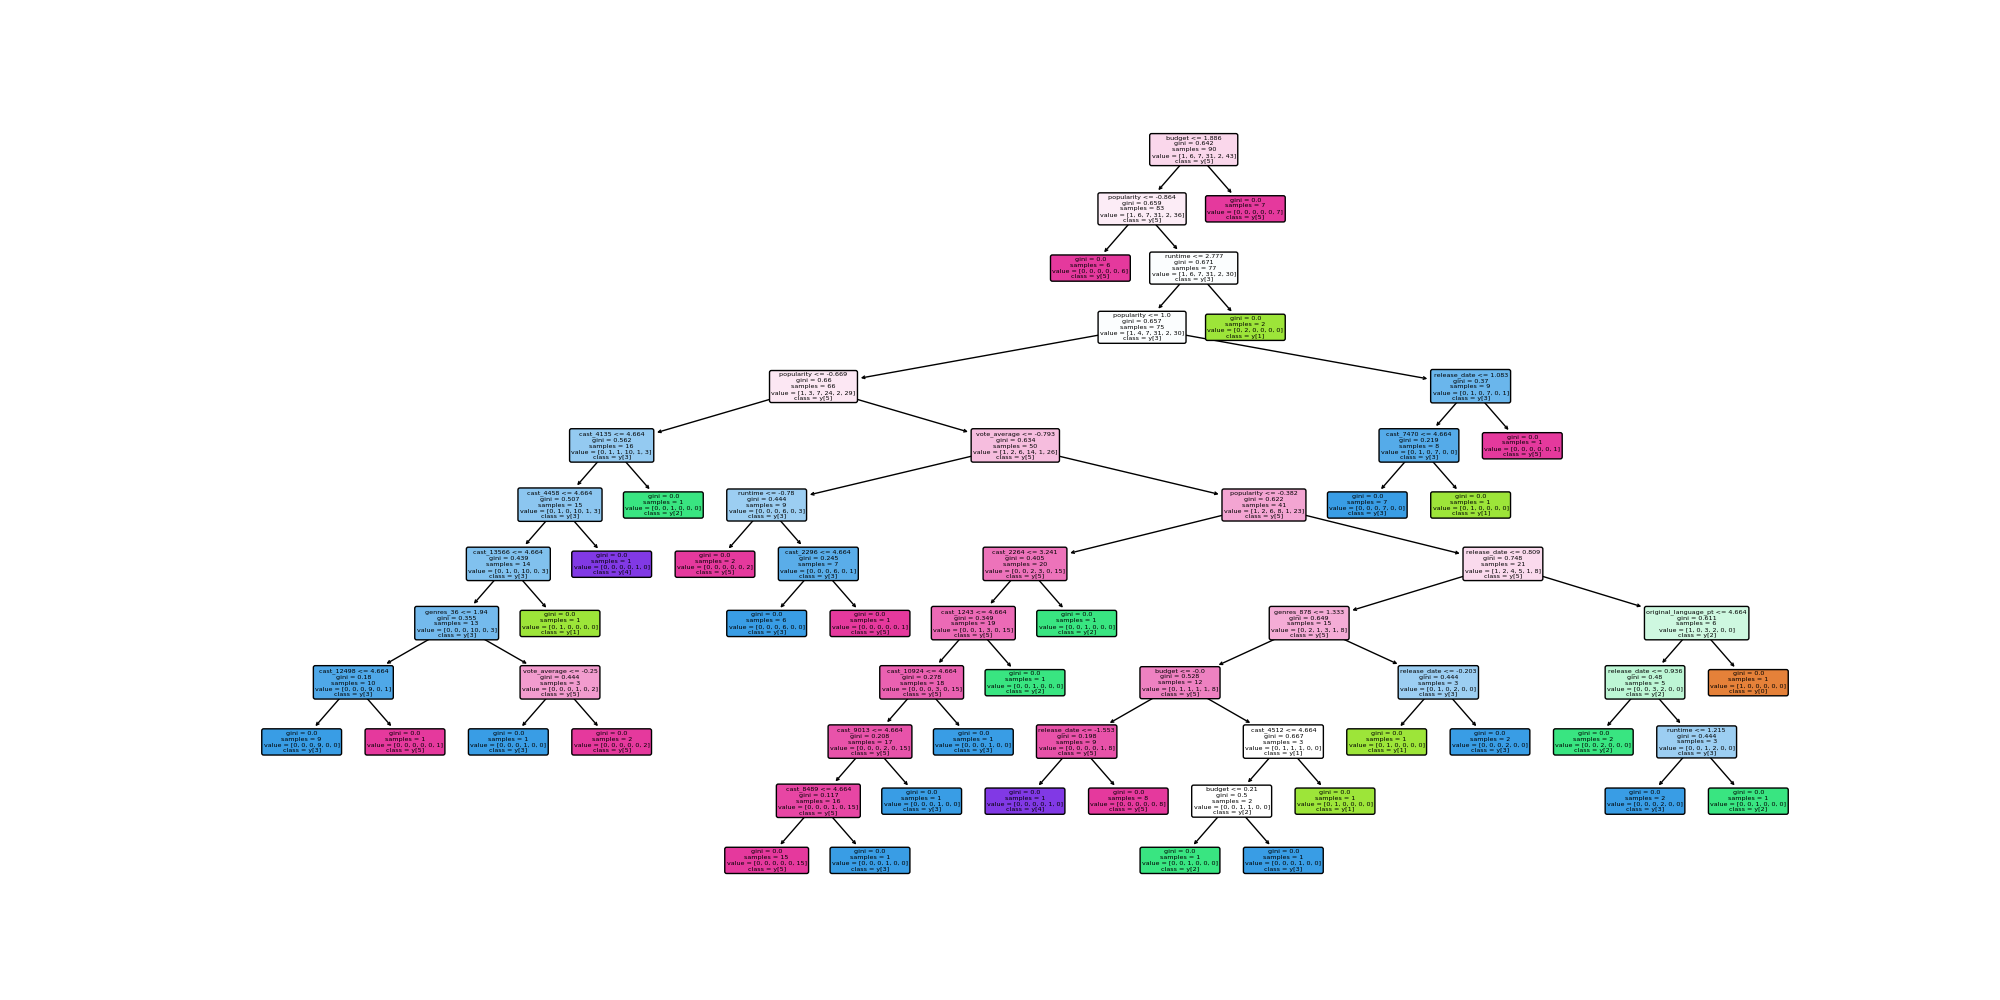 budget <= 1.886
gini = 0.642
samples = 90
value = [1, 6, 7, 31, 2, 43]
class = y[5]
popularity <= -0.864
gini = 0.659
samples = 83
value = [1, 6, 7, 31, 2, 36]
class = y[5]
gini = 0.0
samples = 7
value = [0, 0, 0, 0, 0, 7]
class = y[5]
gini = 0.0
samples = 6
value = [0, 0, 0, 0, 0, 6]
class = y[5]
runtime <= 2.777
gini = 0.671
samples = 77
value = [1, 6, 7, 31, 2, 30]
class = y[3]
popularity <= 1.0
gini = 0.657
samples = 75
value = [1, 4, 7, 31, 2, 30]
class = y[3]
gini = 0.0
samples = 2
value = [0, 2, 0, 0, 0, 0]
class = y[1]
popularity <= -0.669
gini = 0.66
samples = 66
value = [1, 3, 7, 24, 2, 29]
class = y[5]
release_date <= 1.083
gini = 0.37
samples = 9
value = [0, 1, 0, 7, 0, 1]
class = y[3]
cast_4135 <= 4.664
gini = 0.562
samples = 16
value = [0, 1, 1, 10, 1, 3]
class = y[3]
vote_average <= -0.793
gini = 0.634
samples = 50
value = [1, 2, 6, 14, 1, 26]
class = y[5]
cast_7470 <= 4.664
gini = 0.219
samples = 8
value = [0, 1, 0, 7, 0, 0]
class = y[3]
gini = 0.0
samples = 1
value = [0, 0, 0, 0, 0, 1]
class = y[5]
cast_4458 <= 4.664
gini = 0.507
samples = 15
value = [0, 1, 0, 10, 1, 3]
class = y[3]
gini = 0.0
samples = 1
value = [0, 0, 1, 0, 0, 0]
class = y[2]
runtime <= -0.78
gini = 0.444
samples = 9
value = [0, 0, 0, 6, 0, 3]
class = y[3]
popularity <= -0.382
gini = 0.622
samples = 41
value = [1, 2, 6, 8, 1, 23]
class = y[5]
gini = 0.0
samples = 7
value = [0, 0, 0, 7, 0, 0]
class = y[3]
gini = 0.0
samples = 1
value = [0, 1, 0, 0, 0, 0]
class = y[1]
cast_13566 <= 4.664
gini = 0.439
samples = 14
value = [0, 1, 0, 10, 0, 3]
class = y[3]
gini = 0.0
samples = 1
value = [0, 0, 0, 0, 1, 0]
class = y[4]
gini = 0.0
samples = 2
value = [0, 0, 0, 0, 0, 2]
class = y[5]
cast_2296 <= 4.664
gini = 0.245
samples = 7
value = [0, 0, 0, 6, 0, 1]
class = y[3]
cast_2264 <= 3.241
gini = 0.405
samples = 20
value = [0, 0, 2, 3, 0, 15]
class = y[5]
release_date <= 0.809
gini = 0.748
samples = 21
value = [1, 2, 4, 5, 1, 8]
class = y[5]
genres_36 <= 1.94
gini = 0.355
samples = 13
value = [0, 0, 0, 10, 0, 3]
class = y[3]
gini = 0.0
samples = 1
value = [0, 1, 0, 0, 0, 0]
class = y[1]
gini = 0.0
samples = 6
value = [0, 0, 0, 6, 0, 0]
class = y[3]
gini = 0.0
samples = 1
value = [0, 0, 0, 0, 0, 1]
class = y[5]
cast_1243 <= 4.664
gini = 0.349
samples = 19
value = [0, 0, 1, 3, 0, 15]
class = y[5]
gini = 0.0
samples = 1
value = [0, 0, 1, 0, 0, 0]
class = y[2]
genres_878 <= 1.333
gini = 0.649
samples = 15
value = [0, 2, 1, 3, 1, 8]
class = y[5]
original_language_pt <= 4.664
gini = 0.611
samples = 6
value = [1, 0, 3, 2, 0, 0]
class = y[2]
cast_12498 <= 4.664
gini = 0.18
samples = 10
value = [0, 0, 0, 9, 0, 1]
class = y[3]
vote_average <= -0.25
gini = 0.444
samples = 3
value = [0, 0, 0, 1, 0, 2]
class = y[5]
cast_10924 <= 4.664
gini = 0.278
samples = 18
value = [0, 0, 0, 3, 0, 15]
class = y[5]
gini = 0.0
samples = 1
value = [0, 0, 1, 0, 0, 0]
class = y[2]
budget <= -0.0
gini = 0.528
samples = 12
value = [0, 1, 1, 1, 1, 8]
class = y[5]
release_date <= -0.203
gini = 0.444
samples = 3
value = [0, 1, 0, 2, 0, 0]
class = y[3]
release_date <= 0.936
gini = 0.48
samples = 5
value = [0, 0, 3, 2, 0, 0]
class = y[2]
gini = 0.0
samples = 1
value = [1, 0, 0, 0, 0, 0]
class = y[0]
gini = 0.0
samples = 9
value = [0, 0, 0, 9, 0, 0]
class = y[3]
gini = 0.0
samples = 1
value = [0, 0, 0, 0, 0, 1]
class = y[5]
gini = 0.0
samples = 1
value = [0, 0, 0, 1, 0, 0]
class = y[3]
gini = 0.0
samples = 2
value = [0, 0, 0, 0, 0, 2]
class = y[5]
cast_9013 <= 4.664
gini = 0.208
samples = 17
value = [0, 0, 0, 2, 0, 15]
class = y[5]
gini = 0.0
samples = 1
value = [0, 0, 0, 1, 0, 0]
class = y[3]
release_date <= -1.553
gini = 0.198
samples = 9
value = [0, 0, 0, 0, 1, 8]
class = y[5]
cast_4512 <= 4.664
gini = 0.667
samples = 3
value = [0, 1, 1, 1, 0, 0]
class = y[1]
gini = 0.0
samples = 1
value = [0, 1, 0, 0, 0, 0]
class = y[1]
gini = 0.0
samples = 2
value = [0, 0, 0, 2, 0, 0]
class = y[3]
gini = 0.0
samples = 2
value = [0, 0, 2, 0, 0, 0]
class = y[2]
runtime <= 1.215
gini = 0.444
samples = 3
value = [0, 0, 1, 2, 0, 0]
class = y[3]
cast_8489 <= 4.664
gini = 0.117
samples = 16
value = [0, 0, 0, 1, 0, 15]
class = y[5]
gini = 0.0
samples = 1
value = [0, 0, 0, 1, 0, 0]
class = y[3]
gini = 0.0
samples = 1
value = [0, 0, 0, 0, 1, 0]
class = y[4]
gini = 0.0
samples = 8
value = [0, 0, 0, 0, 0, 8]
class = y[5]
budget <= 0.21
gini = 0.5
samples = 2
value = [0, 0, 1, 1, 0, 0]
class = y[2]
gini = 0.0
samples = 1
value = [0, 1, 0, 0, 0, 0]
class = y[1]
gini = 0.0
samples = 2
value = [0, 0, 0, 2, 0, 0]
class = y[3]
gini = 0.0
samples = 1
value = [0, 0, 1, 0, 0, 0]
class = y[2]
gini = 0.0
samples = 15
value = [0, 0, 0, 0, 0, 15]
class = y[5]
gini = 0.0
samples = 1
value = [0, 0, 0, 1, 0, 0]
class = y[3]
gini = 0.0
samples = 1
value = [0, 0, 1, 0, 0, 0]
class = y[2]
gini = 0.0
samples = 1
value = [0, 0, 0, 1, 0, 0]
class = y[3]